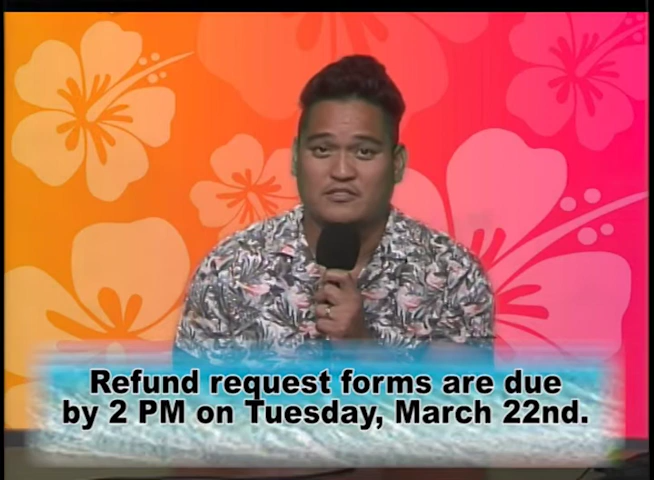 Refund request forms are due
by 2 PM on Tuesday, March 22nd.